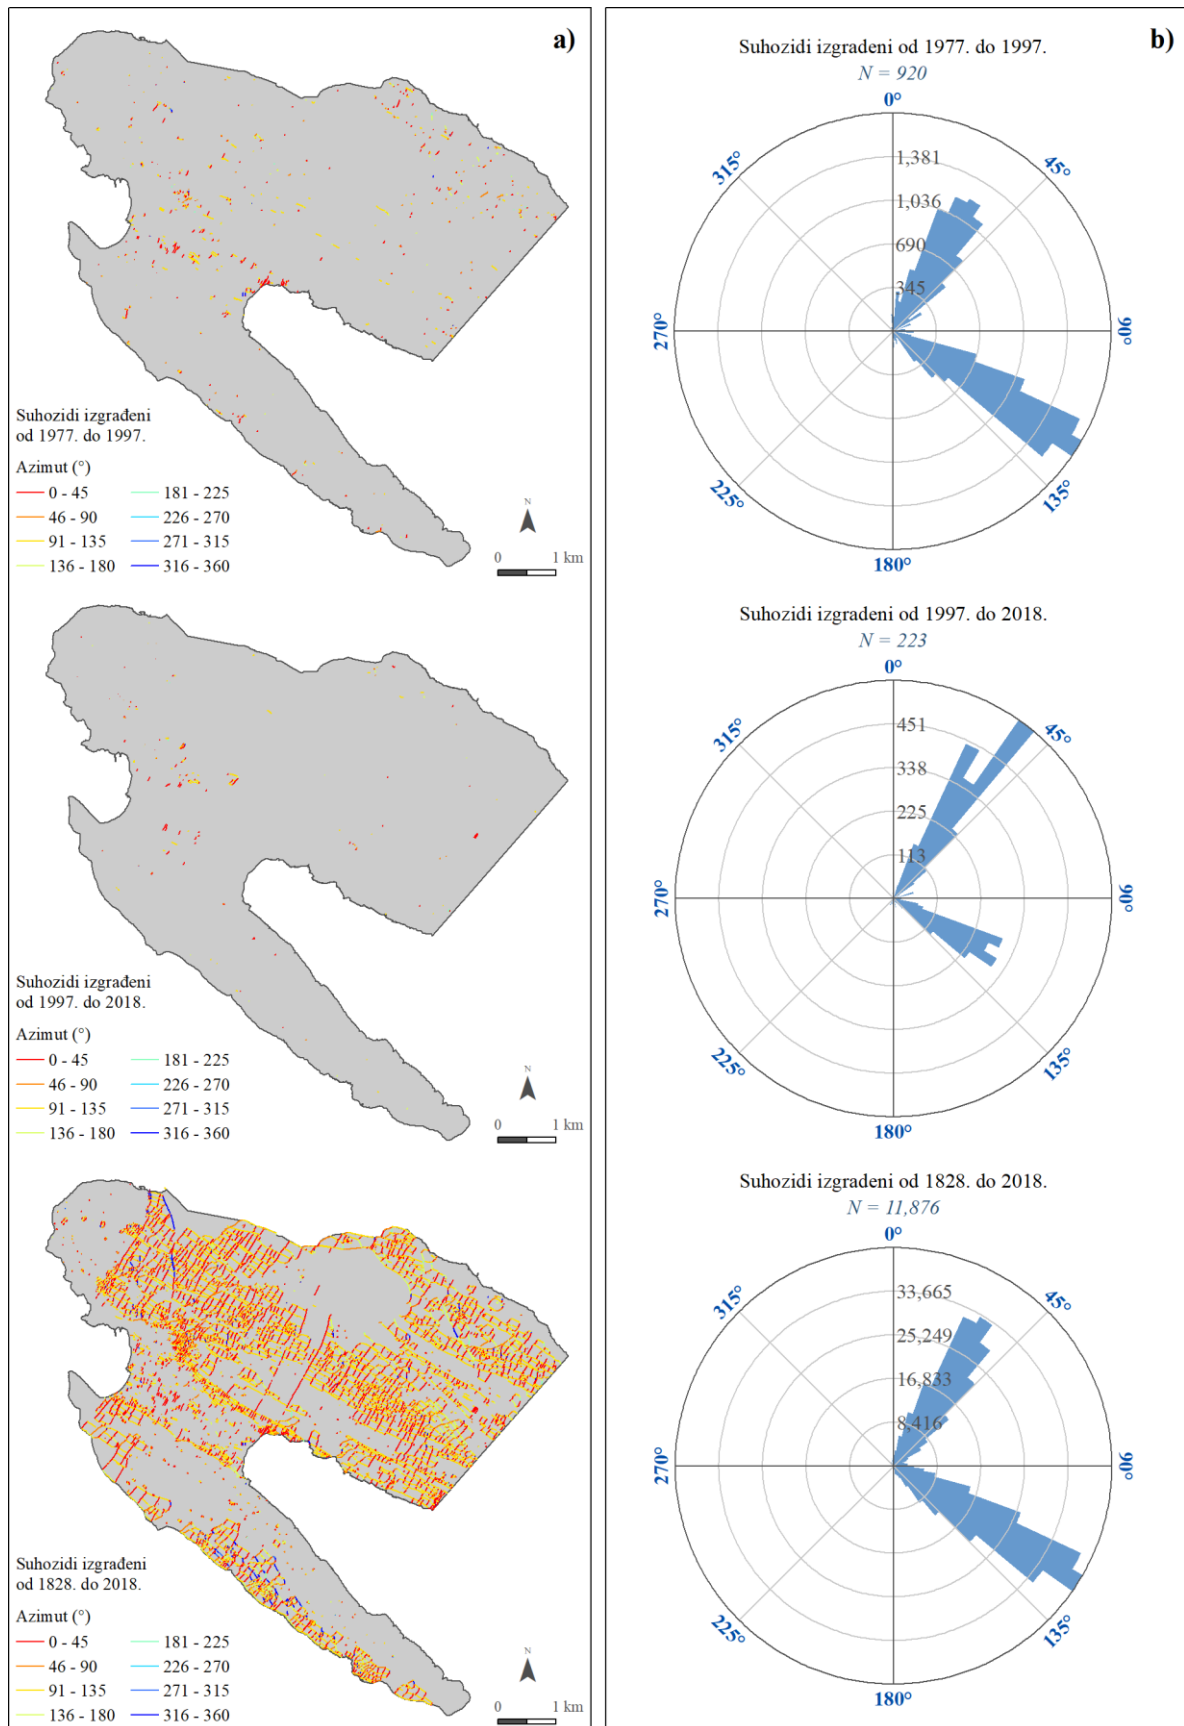 a)
Suhozidi izgrađeni
od 1977. do 1997.
Azimut (°)
0 - 45
46 - 90
91 - 135
136 - 180
181 - 225
226 - 270
271 - 315
316 - 360
N
0 1 km
Suhozidi izgrađeni
od 1997. do 2018.
Azimut (°)
0 - 45
46 - 90
91 - 135
136 - 180
181 - 225
226 - 270
271 - 315
316 - 360
N
0 1 km
Suhozidi izgrađeni
od 1828. do 2018.
Azimut (°)
0 - 45
46 - 90
91 - 135
136 - 180
181 - 225
226 - 270
271 - 315
316 - 360
N
0 1 km
b)
Suhozidi izgradeni od 1977. do 1997.
N = 920
0°
45°
90°
135°
180°
225°
270°
315°
1,381
1,036
690
345
Suhozidi izgradeni od 1997. do 2018.
N = 223
0°
45°
90°
135°
180°
225°
270°
315°
451
338
225
113
Suhozidi izgradeni od 1828. do 2018.
N = 11,876
0°
45°
90°
135°
180°
225°
270°
315°
33,665
25,249
16,833
8,416